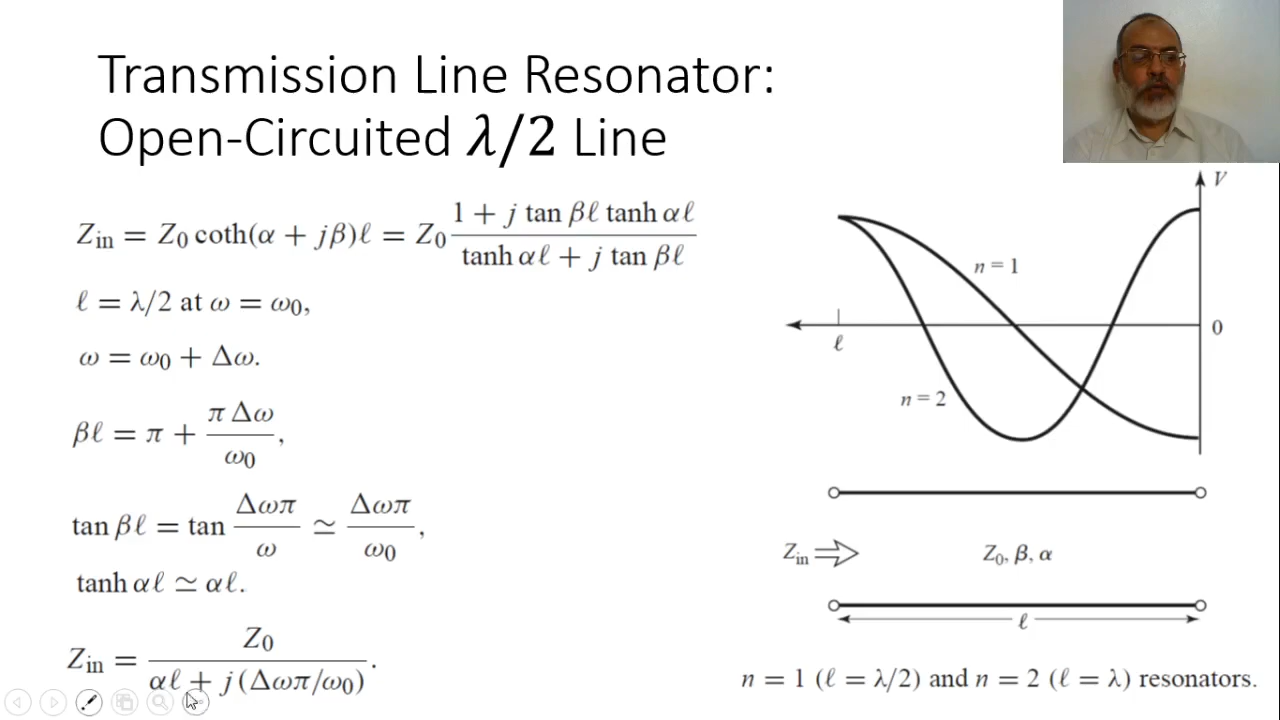 Transmission Line Resonator:
Open-Circuited λ/2 Line
Z_in = Z_0 coth(α + jβ)ℓ = Z_0 (1 + j tan βℓ tanh αℓ) / (tanh αℓ + j tan βℓ)
ℓ = λ/2 at ω = ω_0,
ω = ω_0 + Δω.
βℓ = π + π Δω / ω_0,
tan βℓ = tan Δωπ / ω ≃ Δωπ / ω_0,
tanh αℓ ≃ αℓ.
Z_in = Z_0 / (αℓ + j(Δωπ/ω_0)).
V
n = 1
0
ℓ
n = 2
Z_in
Z_0, β, α
ℓ
n = 1 (ℓ = λ/2) and n = 2 (ℓ = λ) resonators.